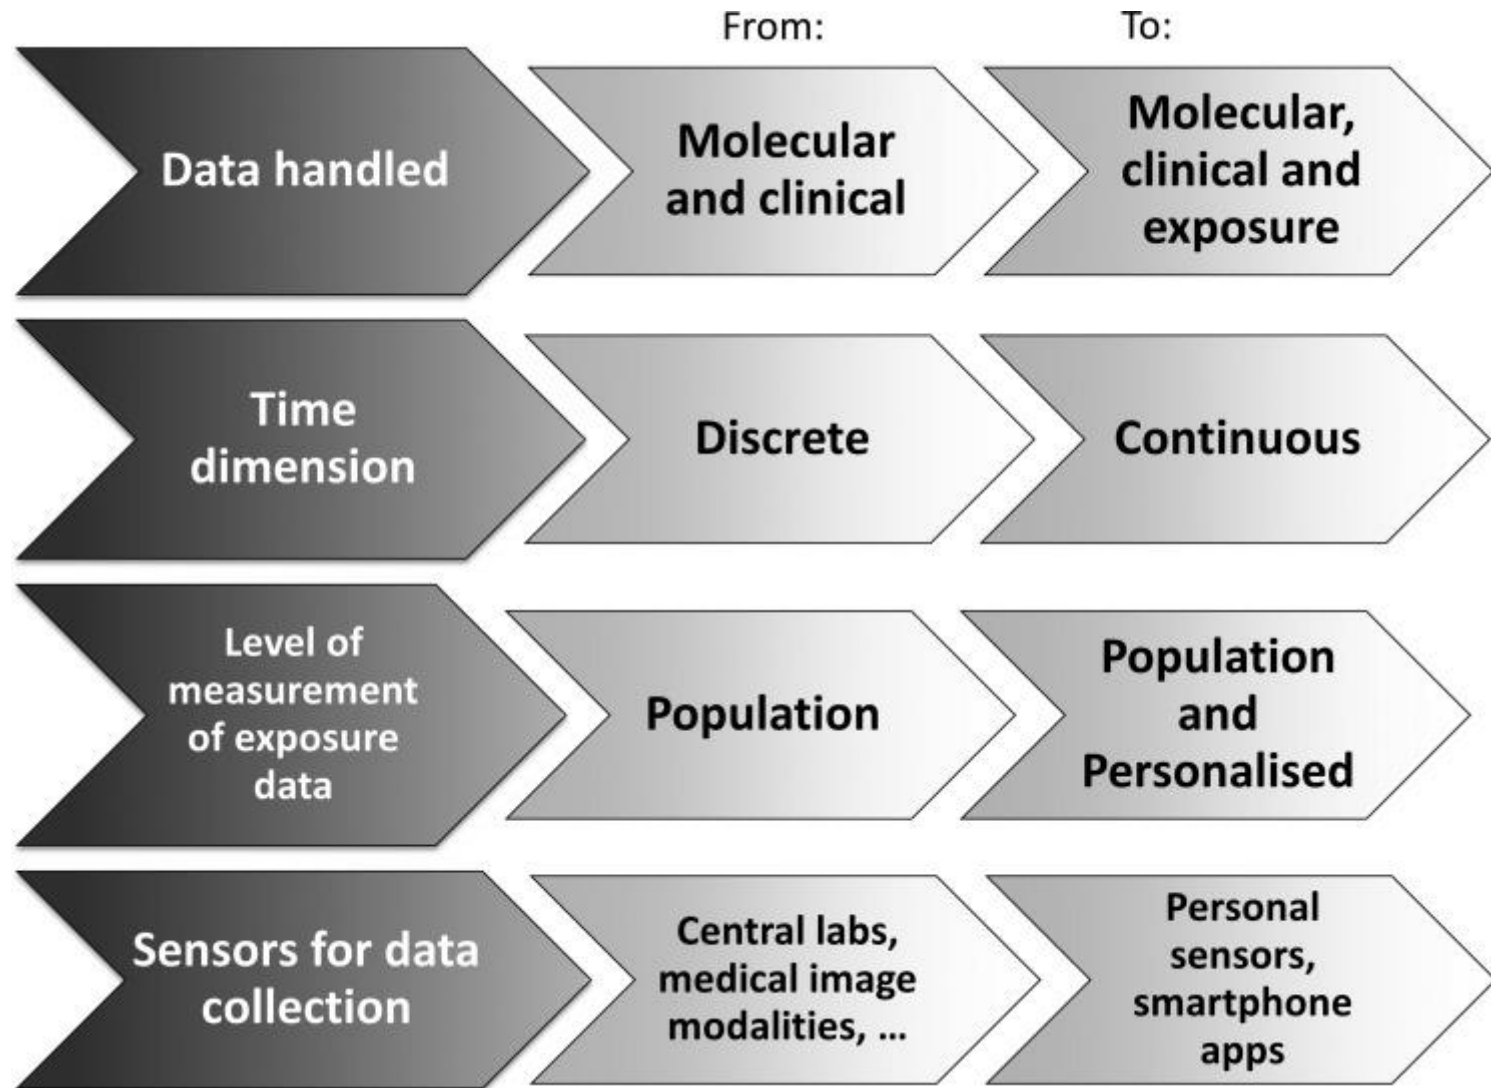 From:
To:
Data handled
Molecular
and clinical
Molecular,
clinical and
exposure
Time
dimension
Discrete
Continuous
Level of
measurement
of exposure
data
Population
Population
and
Personalised
Sensors for data
collection
Central labs,
medical image
modalities, ...
Personal
sensors,
smartphone
apps